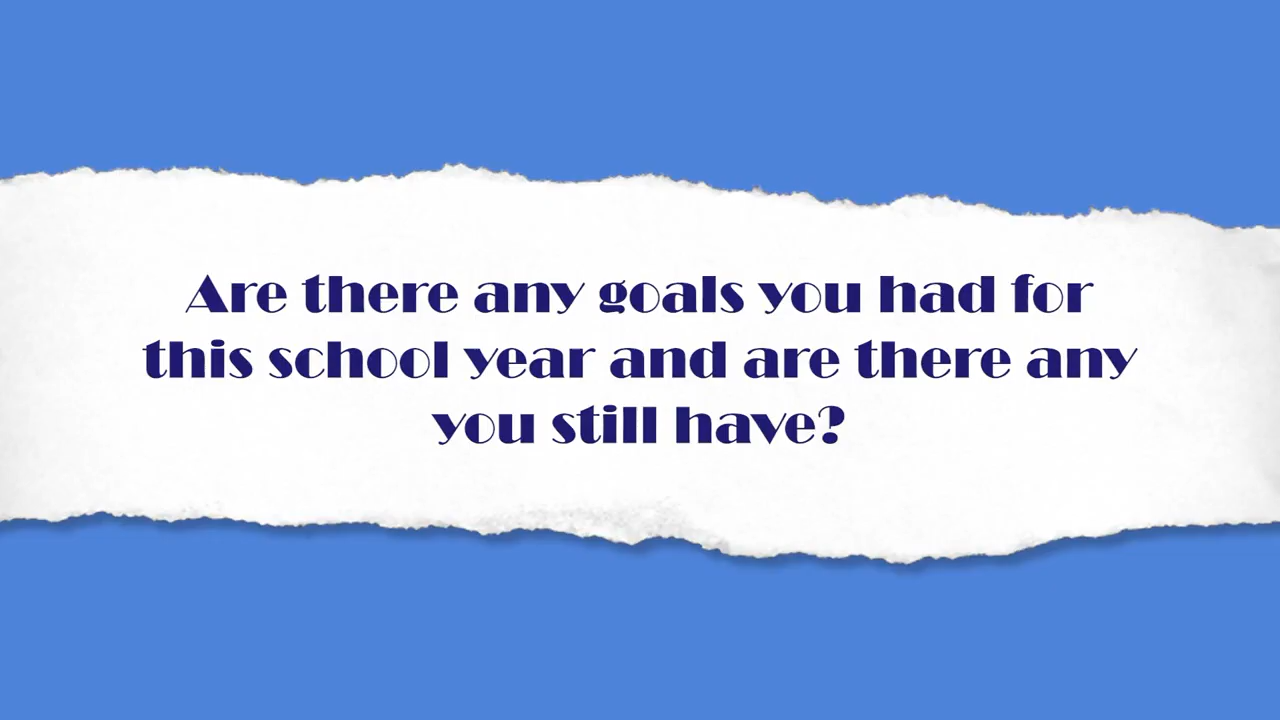 Are there any goals you had for
this school year and are there any
you still have?